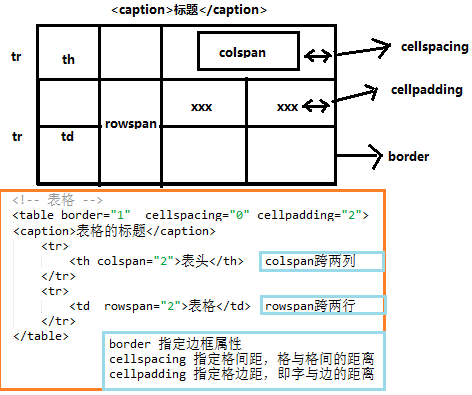 <caption>标题</caption>
colspan
cellspacing
tr
th
cellpadding
xxx
xxx
rowspan
tr
td
border
<!-- 表格 -->
<table border="1"  cellspacing="0" cellpadding="2">
<caption>表格的标题</caption>
<tr>
<th colspan="2">表头</th>
colspan跨两列
</tr>
<tr>
<td  rowspan="2">表格</td>
rowspan跨两行
</tr>
</table>
border 指定边框属性
cellspacing 指定格间距，格与格间的距离
cellpadding 指定格边距，即字与边的距离